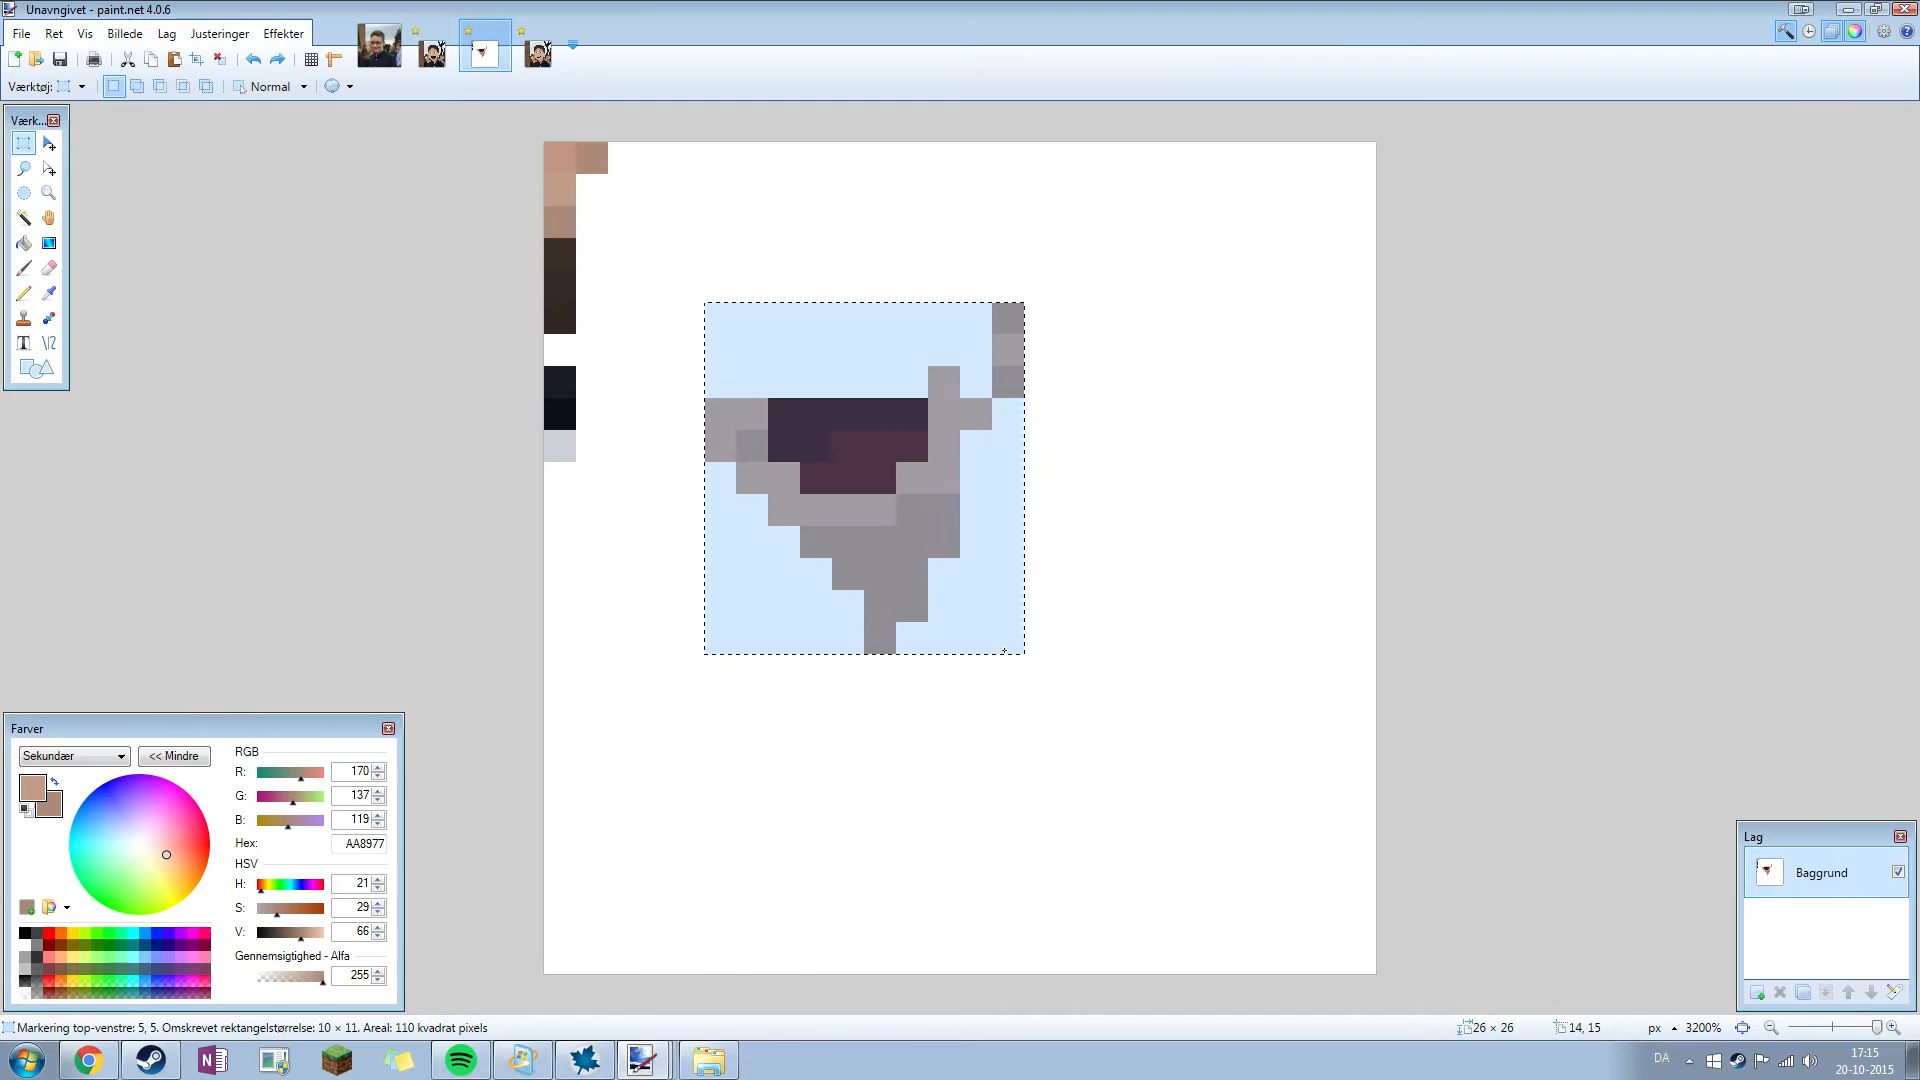 Unavngivet - paint.net 4.0.6
File Ret Vis Billede Lag Justeringer Effekter
Værktøj: Normal
Værk...
T
Farver
Sekundær << Mindre
RGB
R: 170
G: 137
B: 119
Hex: AA8977
HSV
H: 21
S: 29
V: 66
Gennemsigtighed - Alfa
255
Lag
Baggrund
Markering top-venstre: 5, 5. Omskrevet rektangelstørrelse: 10 × 11. Areal: 110 kvadrat pixels 26 × 26 14, 15 px 3200%
N
DA 17:15
20-10-2015